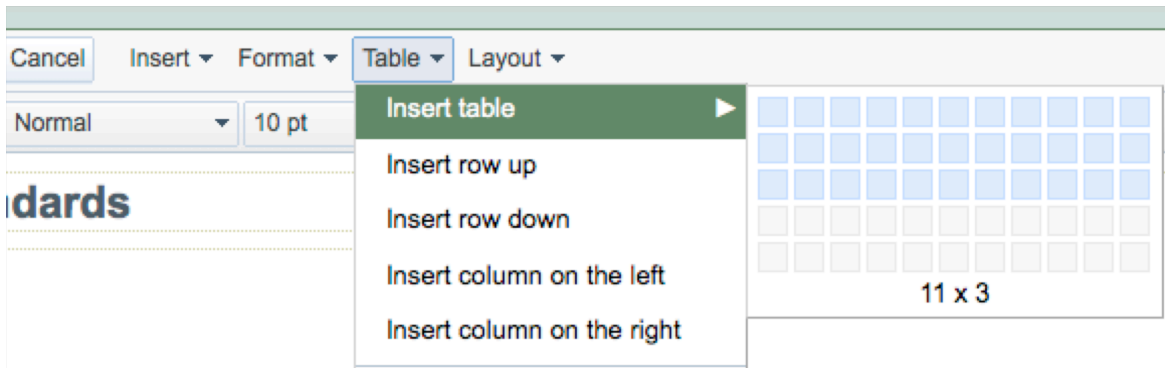 Cancel Insert Format Table Layout
Normal 10 pt
Insert table
Insert row up
dards
Insert row down
Insert column on the left
11 x 3
Insert column on the right